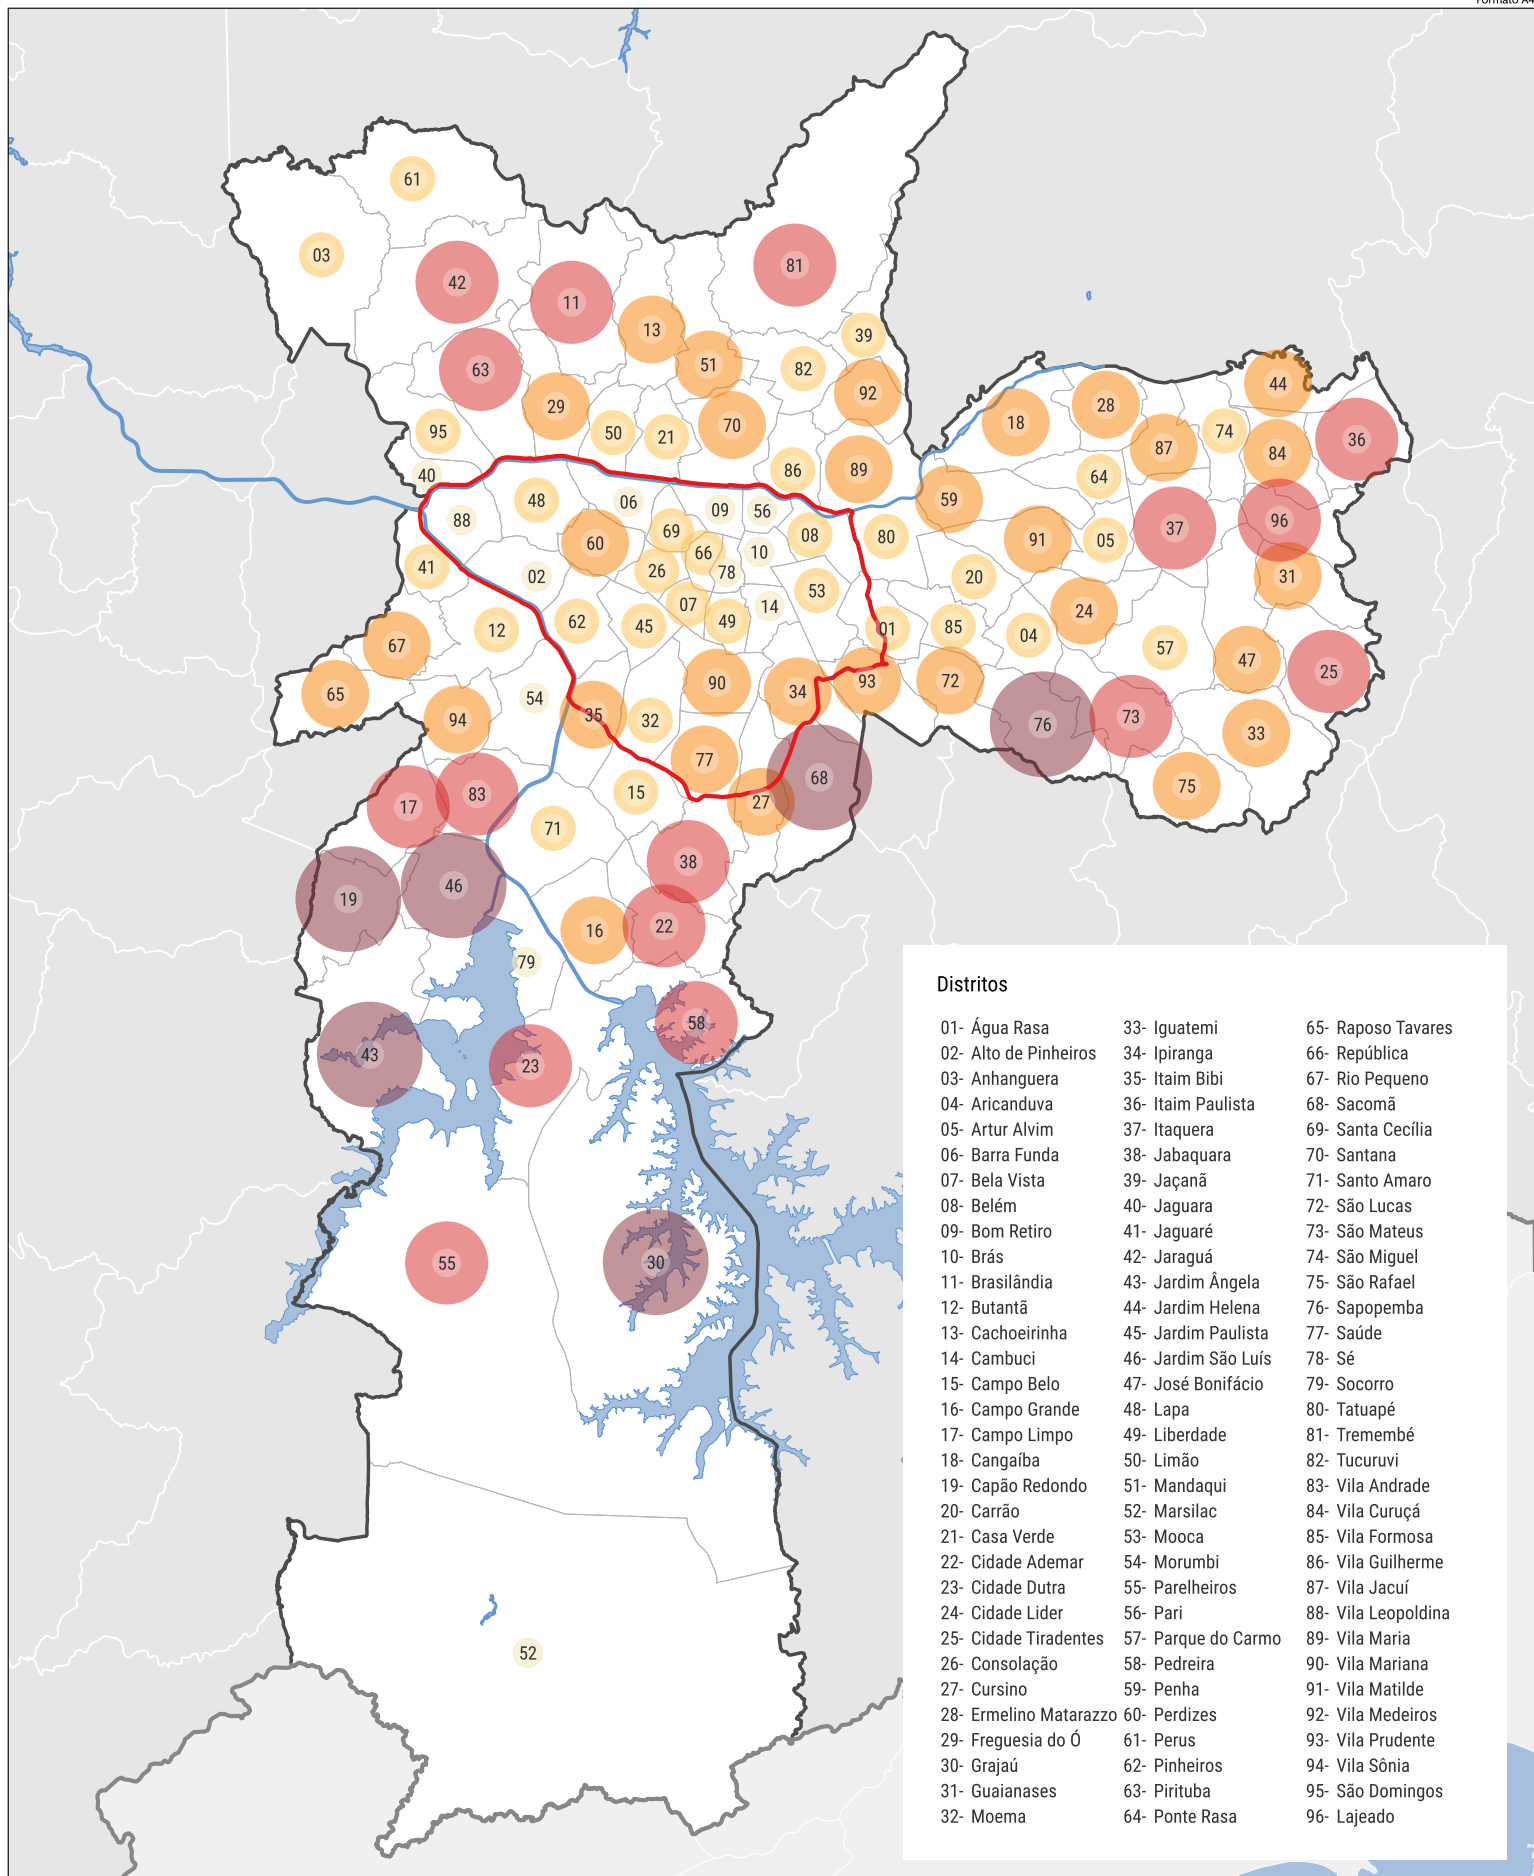 Formato A4
61
03
42
11
81
13
39
51
63
82
44
92
28
29
18
70
95
50
21
74
36
87
84
86
89
40
64
48
59
06
09
56
96
88
37
69
08
80
91
05
60
66
10
41
26
78
02
20
31
53
07
14
24
62
49
45
01
85
12
04
67
57
47
25
90
93
72
34
65
54
35
32
94
76
73
33
77
68
75
15
83
27
17
71
38
46
19
22
16
79
58
43
23
55
30
52
Distritos
01- Água Rasa
02- Alto de Pinheiros
03- Anhanguera
04- Aricanduva
05- Artur Alvim
06- Barra Funda
07- Bela Vista
08- Belém
09- Bom Retiro
10- Brás
11- Brasilândia
12- Butantã
13- Cachoeirinha
14- Cambuci
15- Campo Belo
16- Campo Grande
17- Campo Limpo
18- Cangaíba
19- Capão Redondo
20- Carrão
21- Casa Verde
22- Cidade Ademar
23- Cidade Dutra
24- Cidade Lider
25- Cidade Tiradentes
26- Consolação
27- Cursino
28- Ermelino Matarazzo
29- Freguesia do Ó
30- Grajaú
31- Guaianases
32- Moema
33- Iguatemi
34- Ipiranga
35- Itaim Bibi
36- Itaim Paulista
37- Itaquera
38- Jabaquara
39- Jaçanã
40- Jaguara
41- Jaguaré
42- Jaraguá
43- Jardim Ângela
44- Jardim Helena
45- Jardim Paulista
46- Jardim São Luís
47- José Bonifácio
48- Lapa
49- Liberdade
50- Limão
51- Mandaqui
52- Marsilac
53- Mooca
54- Morumbi
55- Parelheiros
56- Pari
57- Parque do Carmo
58- Pedreira
59- Penha
60- Perdizes
61- Perus
62- Pinheiros
63- Pirituba
64- Ponte Rasa
65- Raposo Tavares
66- República
67- Rio Pequeno
68- Sacomã
69- Santa Cecília
70- Santana
71- Santo Amaro
72- São Lucas
73- São Mateus
74- São Miguel
75- São Rafael
76- Sapopemba
77- Saúde
78- Sé
79- Socorro
80- Tatuapé
81- Tremembé
82- Tucuruvi
83- Vila Andrade
84- Vila Curuçá
85- Vila Formosa
86- Vila Guilherme
87- Vila Jacuí
88- Vila Leopoldina
89- Vila Maria
90- Vila Mariana
91- Vila Matilde
92- Vila Medeiros
93- Vila Prudente
94- Vila Sônia
95- São Domingos
96- Lajeado